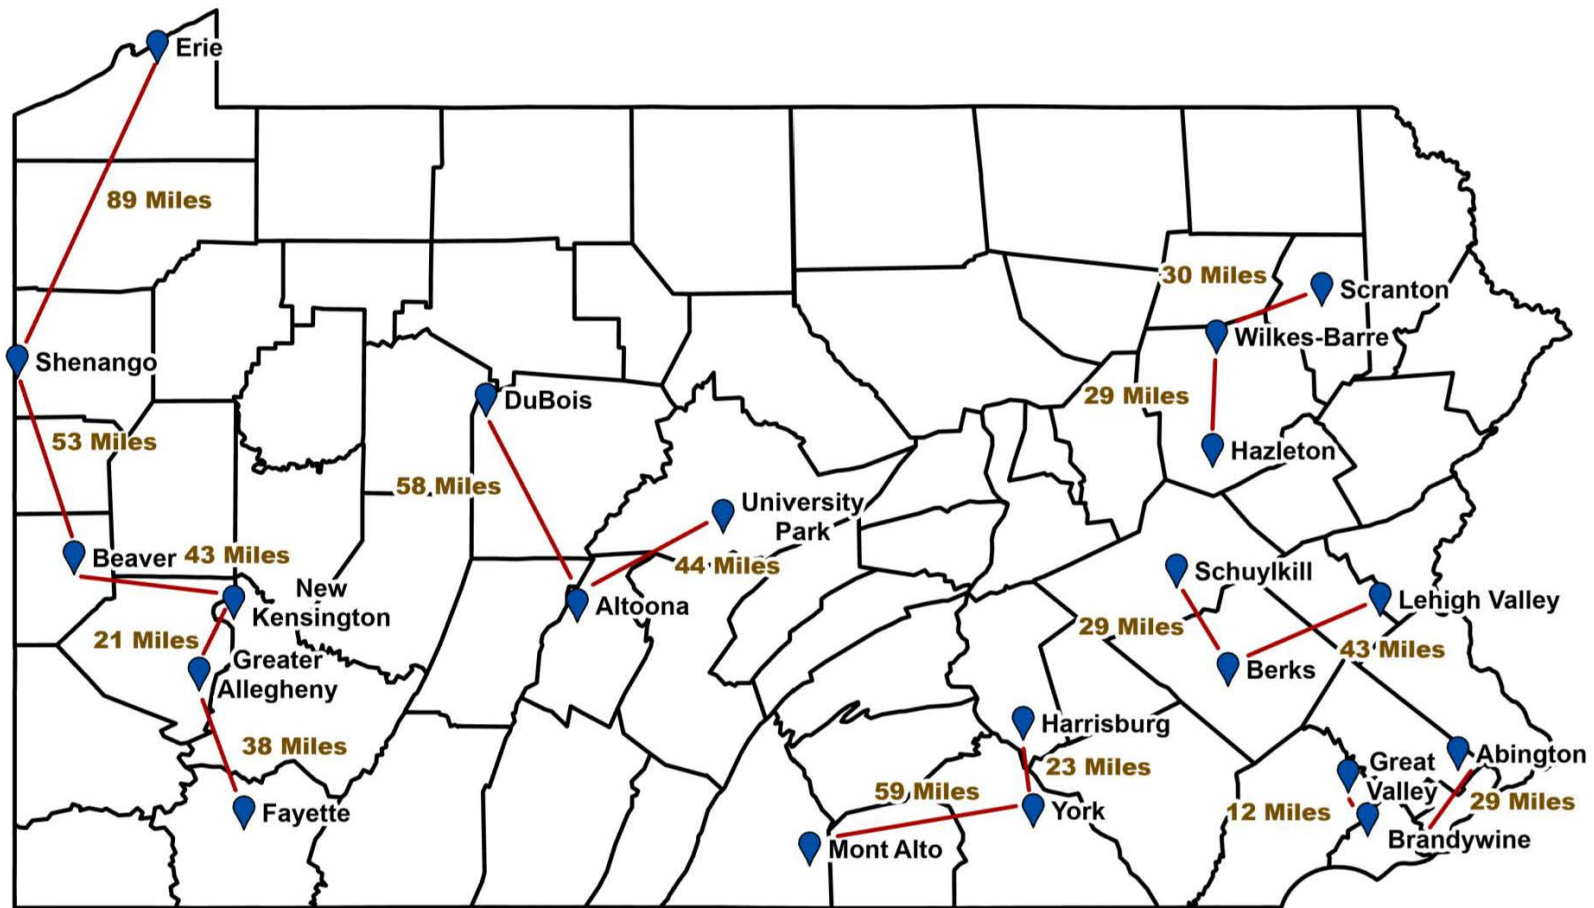 Erie
89 Miles
30 Miles
Scranton
Wilkes-Barre
Shenango
29 Miles
DuBois
53 Miles
Hazleton
58 Miles
University
Park
Beaver
43 Miles
44 Miles
Schuylkill
New
Kensington
Altoona
Lehigh Valley
21 Miles
29 Miles
43 Miles
Greater
Allegheny
Berks
Harrisburg
38 Miles
23 Miles
Abington
Great
Valley
59 Miles
29 Miles
Fayette
York
12 Miles
Brandywine
Mont Alto